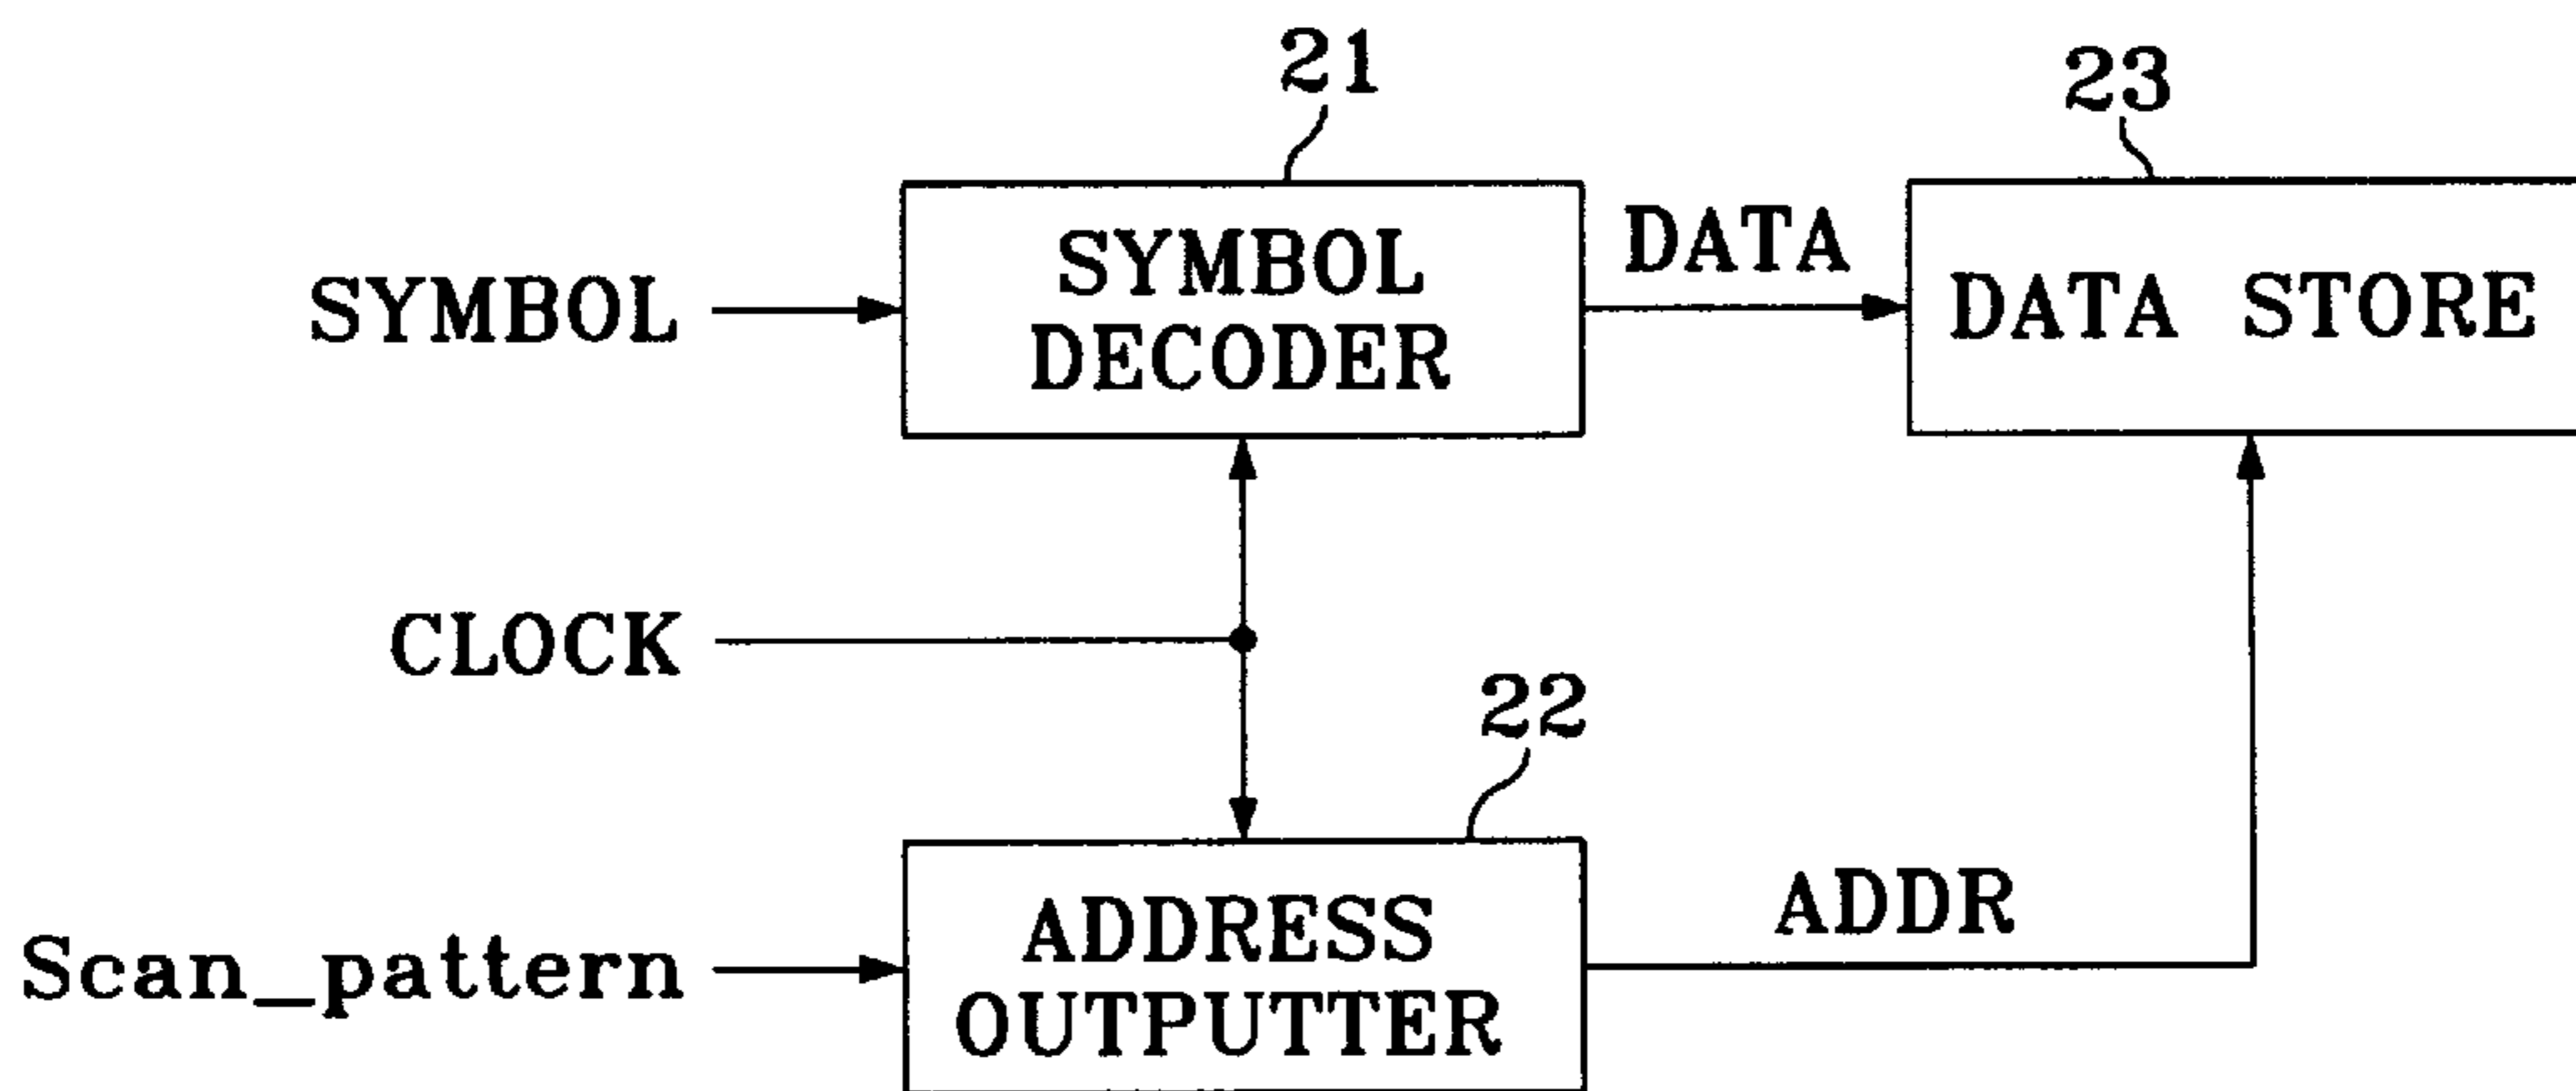 21
23
SYMBOL
SYMBOL
DECODER
DATA
DATA STORE
CLOCK
22
Scan_pattern
ADDRESS
OUTPUTTER
ADDR